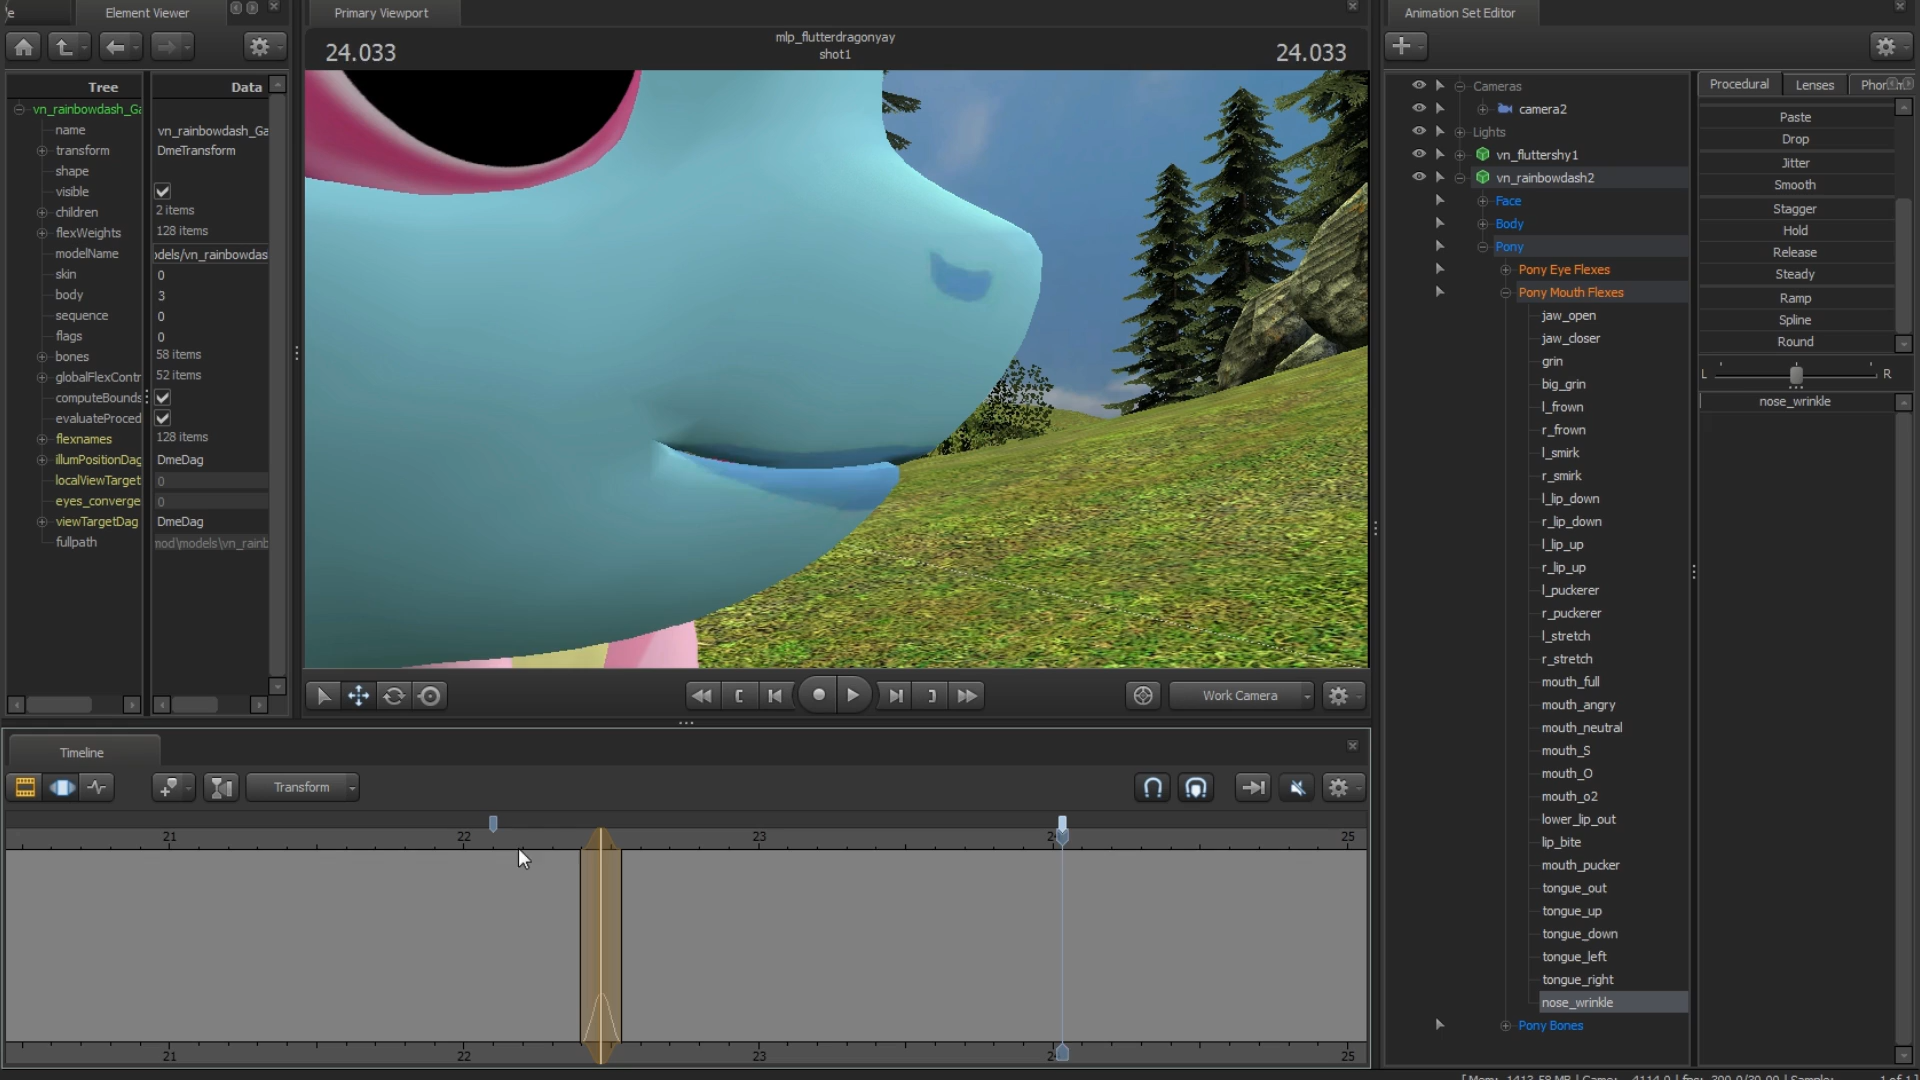 Element Viewer
Tree
Data
vn_rainbowdash_Ga
vn_rainbowdash_Ga
name
transform
DmeTransform
shape
visible
children
2 items
flexWeights
128 items
modelName
odels/vn_rainbowdas
skin
0
body
3
sequence
0
flags
0
bones
58 items
globalFlexContr
52 items
computeBounds
evaluateProced
flexnames
128 items
illumPositionDag
DmeDag
localViewTarget
0
eyes_converge
0
viewTargetDag
DmeDag
fullpath
mod\models\vn_rainb
Primary Viewport
24.033
mlp_flutterdragonyay
shot1
24.033
Work Camera
Timeline
Transform
21
22
23
25
21
22
23
25
Animation Set Editor
Cameras
camera2
Lights
vn_fluttershy1
vn_rainbowdash2
Face
Body
Pony
Pony Eye Flexes
Pony Mouth Flexes
jaw_open
jaw_closer
grin
big_grin
l_frown
r_frown
l_smirk
r_smirk
l_lip_down
r_lip_down
l_lip_up
r_lip_up
l_puckerer
r_puckerer
l_stretch
r_stretch
mouth_full
mouth_angry
mouth_neutral
mouth_S
mouth_O
mouth_o2
lower_lip_out
lip_bite
mouth_pucker
tongue_out
tongue_up
tongue_down
tongue_left
tongue_right
nose_wrinkle
Pony Bones
Procedural
Lenses
Paste
Drop
Jitter
Smooth
Stagger
Hold
Release
Steady
Ramp
Spline
Round
L
R
nose_wrinkle